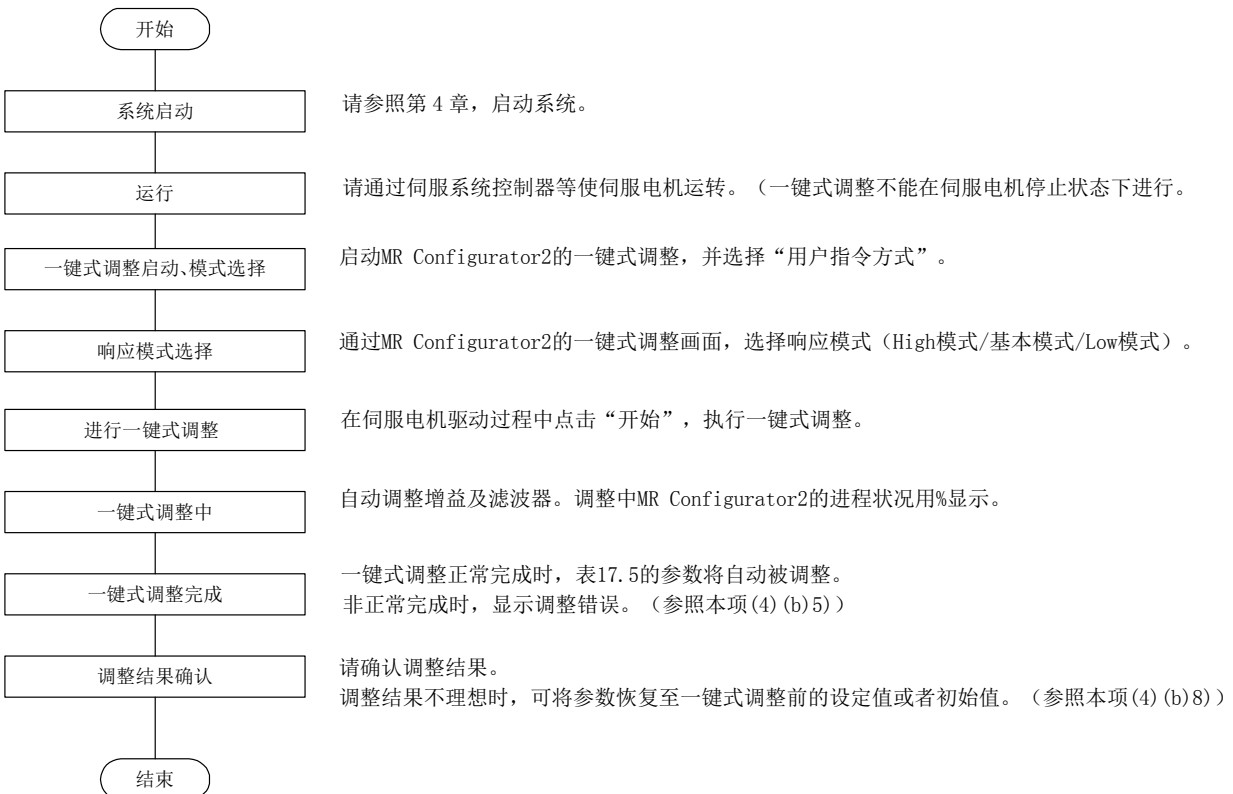 开始
系统启动
请参照第 4 章，启动系统。
运行
请通过伺服系统控制器等使伺服电机运转。（一键式调整不能在伺服电机停止状态下进行。
一键式调整启动、模式选择
启动MR Configurator2的一键式调整，并选择“用户指令方式”。
响应模式选择
通过MR Configurator2的一键式调整画面，选择响应模式（High模式/基本模式/Low模式）。
进行一键式调整
在伺服电机驱动过程中点击“开始”，执行一键式调整。
一键式调整中
自动调整增益及滤波器。调整中MR Configurator2的进程状况用%显示。
一键式调整完成
一键式调整正常完成时，表17.5的参数将自动被调整。
非正常完成时，显示调整错误。（参照本项(4)(b)5)）
调整结果确认
请确认调整结果。
调整结果不理想时，可将参数恢复至一键式调整前的设定值或者初始值。（参照本项(4)(b)8)）
结束